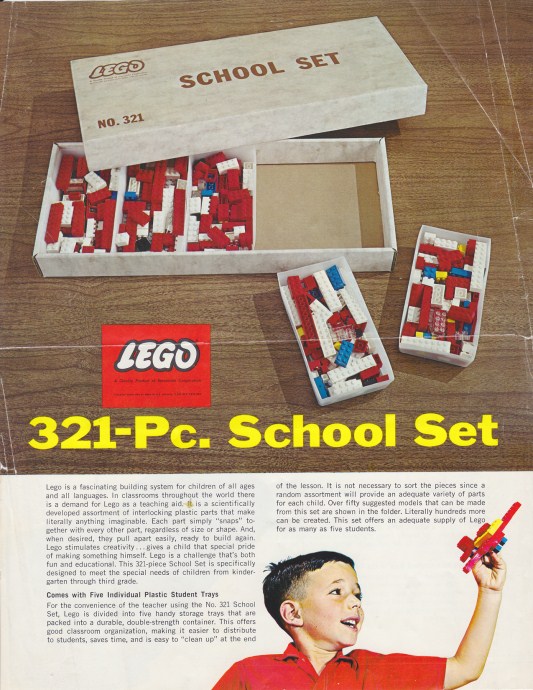 LEGO
SCHOOL SET
NO. 321
LEGO
321-Pc. School Set
Lego is a fascinating building system for children of all ages
and all languages. In classrooms throughout the world there
is a demand for Lego as a teaching aid. It is a scientifically
developed assortment of interlocking plastic parts that make
literally anything imaginable. Each part simply "snaps" to-
gether with every other part, regardless of size or shape. And,
when desired, they pull apart easily, ready to build again.
Lego stimulates creativity . . . gives a child that special pride
of making something himself. Lego is a challenge that's both
fun and educational. This 321-piece School Set is specifically
designed to meet the special needs of children from kinder-
garten through third grade.
Comes with Five Individual Plastic Student Trays
For the convenience of the teacher using the No. 321 School
Set, Lego is divided into five handy storage trays that are
packed into a durable, double-strength container. This offers
good classroom organization, making it easier to distribute
to students, saves time, and is easy to "clean up" at the end
of the lesson. It is not necessary to sort the pieces since a
random assortment will provide an adequate variety of parts
for each child. Over fifty suggested models that can be made
from this set are shown in the folder. Literally hundreds more
can be created. This set offers an adequate supply of Lego
for as many as five students.